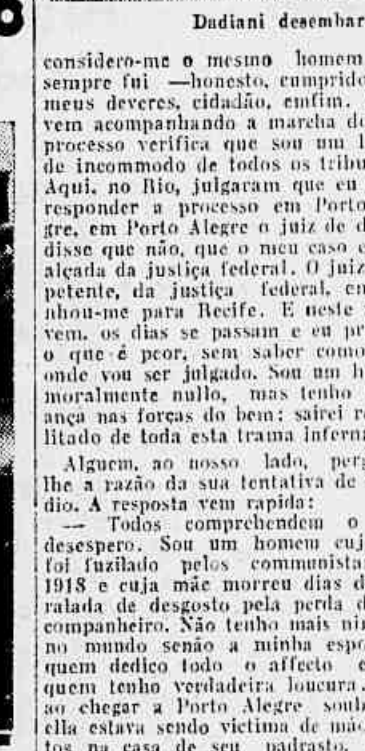 8
Dadiani desembar
considero-me o mesmo homem
sempre fui —honesto, cumprido
meus deveres, cidadão, emfim.
vem acompanhando a marcha d
processo verifica que sou um
de incommodo de todos os tribu
Aqui, no Rio, julgaram que eu
responder a processo em Porto
gre, em Porto Alegre o juiz de d
disse que não, que o meu caso e
alçada da justiça federal. O juiz
petente, da justiça federal, en
nhou-me para Recife. E neste
vem, os dias se passam e eu pr
o que é peor, sem saber como
onde vou ser julgado. Sou um h
moralmente nullo, mas tenho
ança nas forças do bem: sairei r
litado de toda esta trama inferna
Alguem, ao nosso lado, perg
lhe a razão da sua tentativa de
dio. A resposta vem rapida:
— Todos comprehendem o
desespero. Sou um homem cuj
foi fuzilado pelos communista
1918 e cuja mãe morreu dias d
ralada de desgosto pela perda d
companheiro. Não tenho mais nin
no mundo senão a minha espo
quem dedico todo o affecto e
quem tenho verdadeira loucura.
ao chegar a Porto Alegre soub
ella estava sendo victima de máo
tos na casa de seu padrasto.